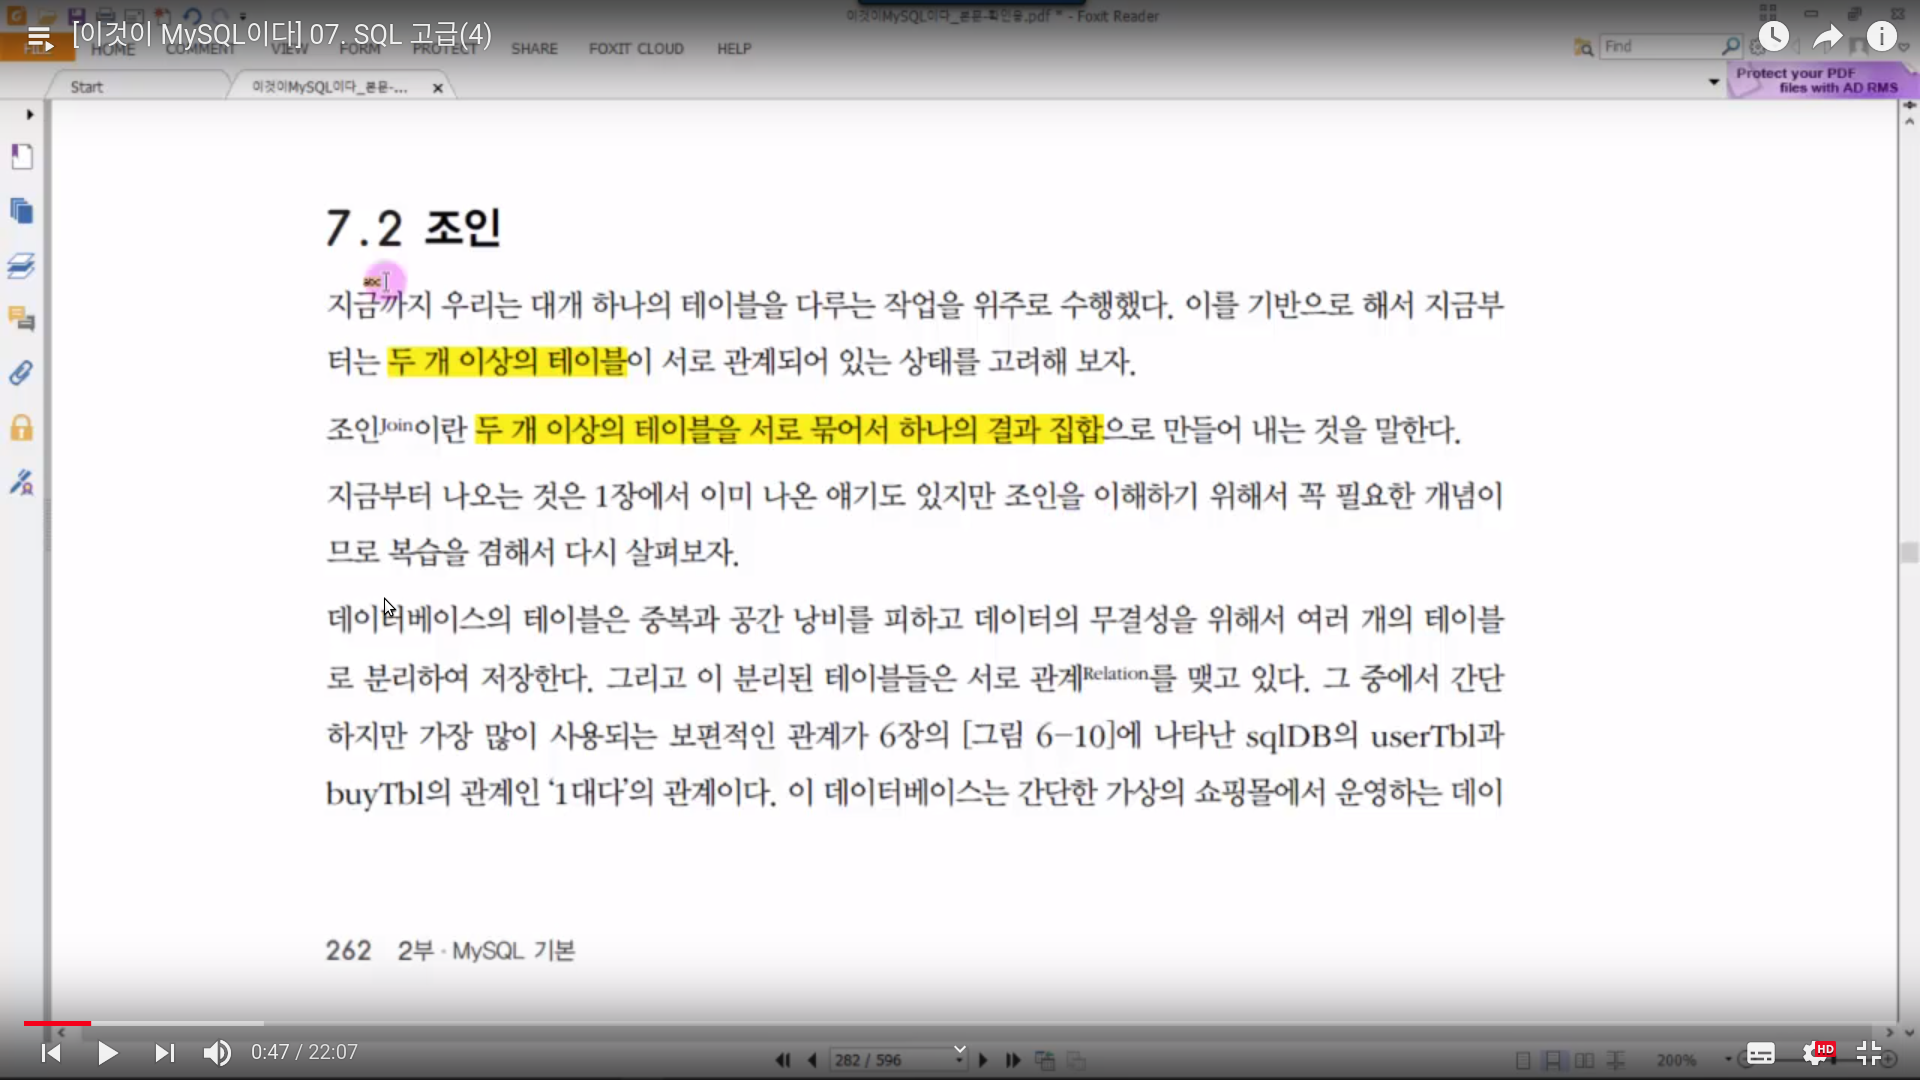 이것이MySQL이다_본문-확인용.pdf * - Foxit Reader
[이것이 MySQL이다] 07. SQL 고급(4)
FILE HOME COMMENT VIEW FORM PROTECT SHARE FOXIT CLOUD HELP
Find
Start
이것이MySQL이다_본문-...
Protect your PDF
files with AD RMS
7.2 조인
abc
지금까지 우리는 대개 하나의 테이블을 다루는 작업을 위주로 수행했다. 이를 기반으로 해서 지금부
터는 두 개 이상의 테이블이 서로 관계되어 있는 상태를 고려해 보자.
조인Join이란 두 개 이상의 테이블을 서로 묶어서 하나의 결과 집합으로 만들어 내는 것을 말한다.
지금부터 나오는 것은 1장에서 이미 나온 얘기도 있지만 조인을 이해하기 위해서 꼭 필요한 개념이
므로 복습을 겸해서 다시 살펴보자.
데이터베이스의 테이블은 중복과 공간 낭비를 피하고 데이터의 무결성을 위해서 여러 개의 테이블
로 분리하여 저장한다. 그리고 이 분리된 테이블들은 서로 관계Relation를 맺고 있다. 그 중에서 간단
하지만 가장 많이 사용되는 보편적인 관계가 6장의 [그림 6-10]에 나타난 sqlDB의 userTbl과
buyTbl의 관계인 ‘1대다’의 관계이다. 이 데이터베이스는 간단한 가상의 쇼핑몰에서 운영하는 데이
262 2부 · MySQL 기본
0:47 / 22:07
282 / 596
200%
HD